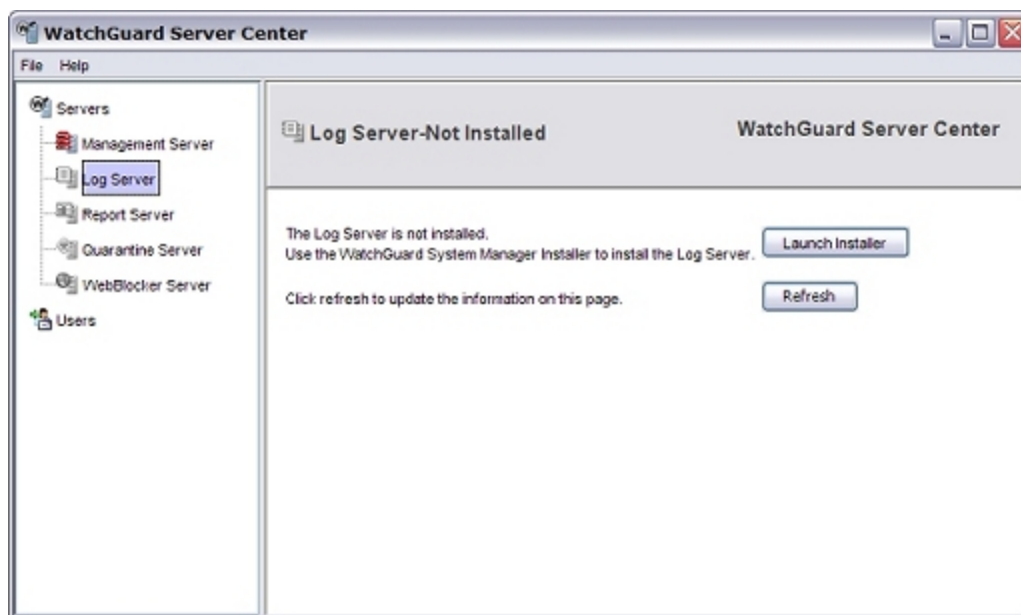 WatchGuard Server Center
File Help
Servers
Management Server
Log Server
Report Server
Quarantine Server
WebBlocker Server
Users
Log Server-Not Installed
WatchGuard Server Center
The Log Server is not installed.
Use the WatchGuard System Manager Installer to install the Log Server.
Launch Installer
Click refresh to update the information on this page.
Refresh